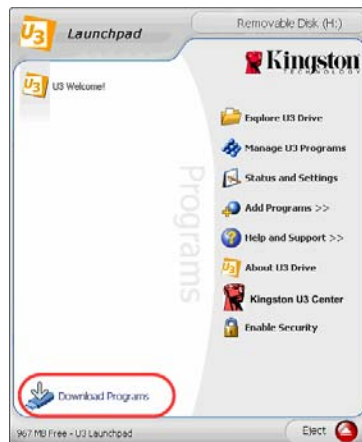 U3 Launchpad
Removable Disk (H:)
Kingston
TECHNOLOGY
U3 U3 Welcome!
Explore U3 Drive
Manage U3 Programs
Status and Settings
Add Programs >>
Help and Support >>
U3 About U3 Drive
Kingston U3 Center
Enable Security
Programs
Download Programs
967 MB Free - U3 Launchpad
Eject